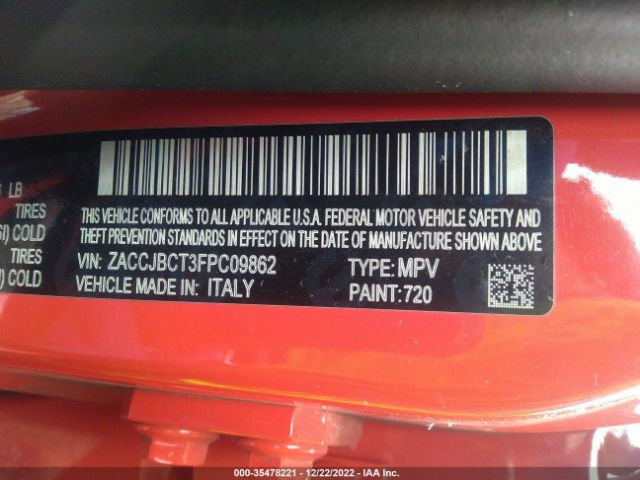 LB
TIRES
COLD
TIRES
COLD
THIS VEHICLE CONFORMS TO ALL APPLICABLE U.S.A. FEDERAL MOTOR VEHICLE SAFETY AND
THEFT PREVENTION STANDARDS IN EFFECT ON THE DATE OF MANUFACTURE SHOWN ABOVE
VIN: ZACCJBCT3FPC09862 TYPE: MPV
VEHICLE MADE IN: ITALY PAINT: 720
000-35478221 - 12/22/2022 - IAA Inc.